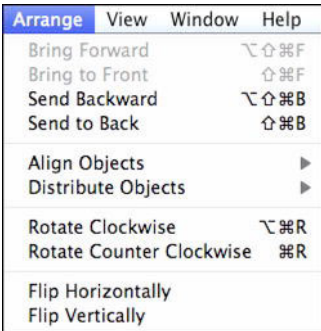 Arrange View Window Help
Bring Forward ⌥⇧⌘F
Bring to Front ⇧⌘F
Send Backward ⌥⇧⌘B
Send to Back ⇧⌘B
Align Objects ▶
Distribute Objects ▶
Rotate Clockwise ⌥⌘R
Rotate Counter Clockwise ⌘R
Flip Horizontally
Flip Vertically